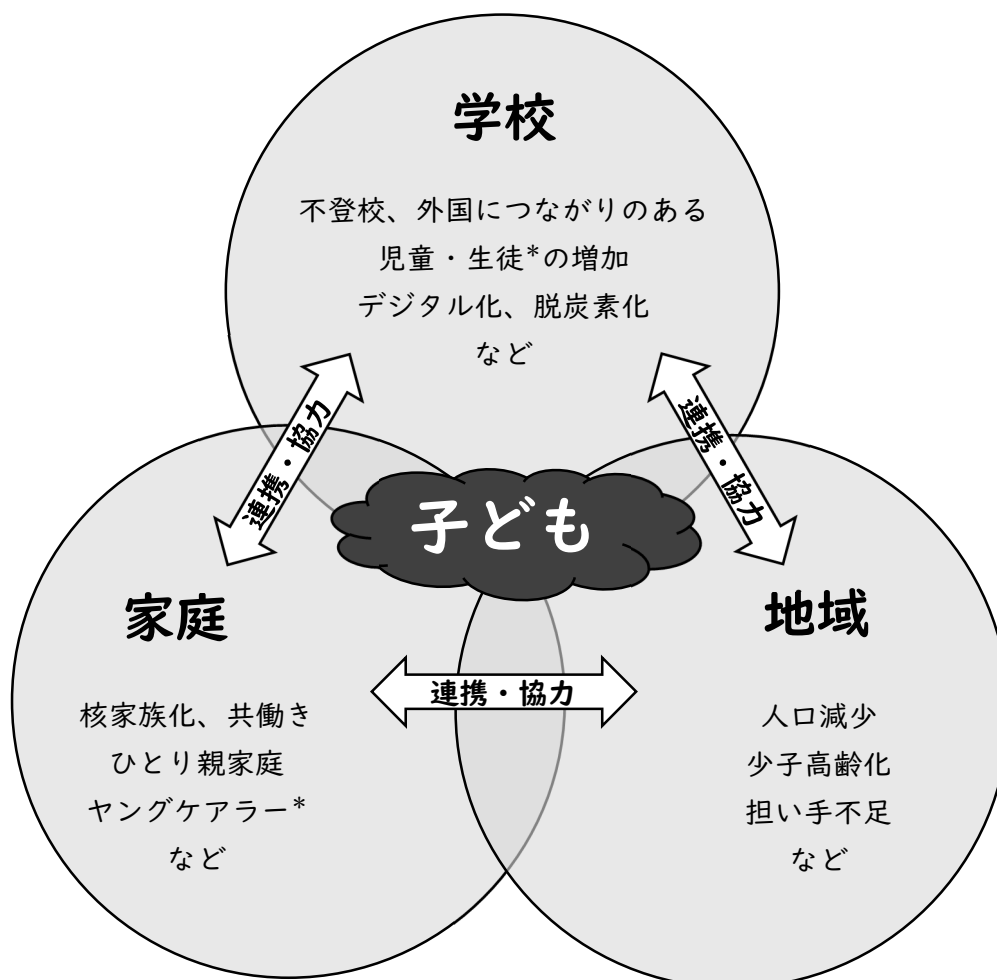 学校
不登校、外国につながりのある
児童・生徒*の増加
デジタル化、脱炭素化
など
連携・協力
連携・協力
子ども
家庭
核家族化、共働き
ひとり親家庭
ヤングケアラー*
など
連携・協力
地域
人口減少
少子高齢化
担い手不足
など